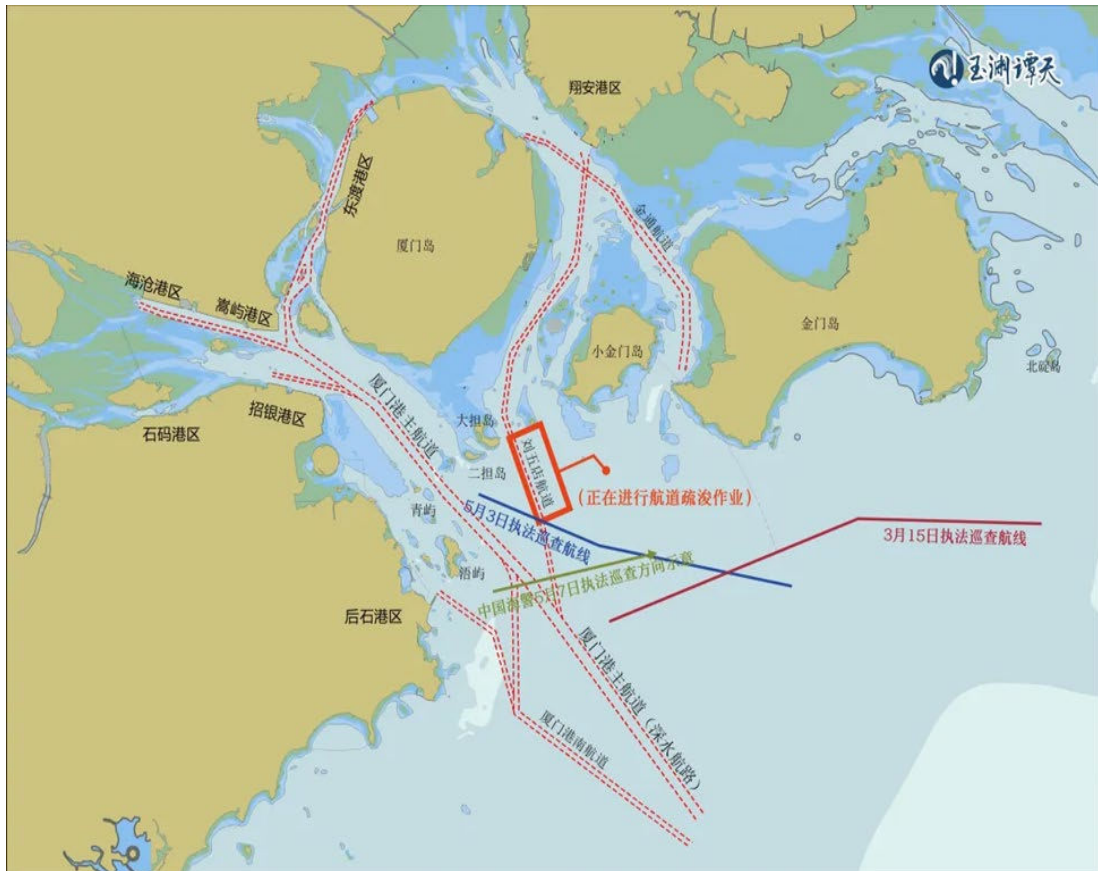 玉渊谭天
翔安港区
东渡港区
厦门岛
金通航道
海沧港区
嵩屿港区
小金门岛
金门岛
北碇岛
招银港区
石码港区
厦门港主航道
大担岛
二担岛
刘五店航道
(正在进行航道疏浚作业)
青屿
5月3日执法巡查航线
3月15日执法巡查航线
浯屿
中国海警5月7日执法巡查方向示意
后石港区
厦门港主航道(深水航路)
厦门港南航道